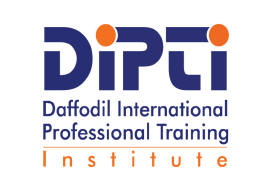 DiPTi
Daffodil International
Professional Training
Institute